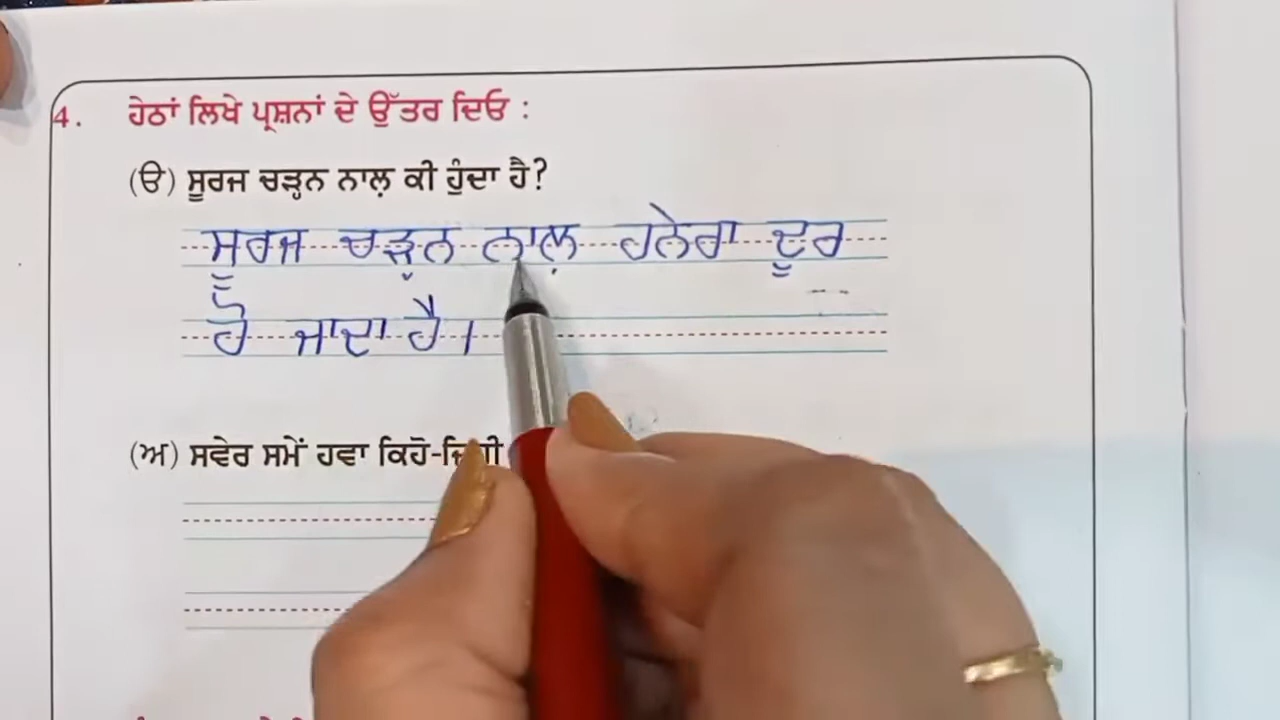 4. ਹੇਠਾਂ ਲਿਖੇ ਪ੍ਰਸ਼ਨਾਂ ਦੇ ਉੱਤਰ ਦਿਓ :
(ੳ) ਸੂਰਜ ਚੜ੍ਹਨ ਨਾਲ਼ ਕੀ ਹੁੰਦਾ ਹੈ?
ਸੂਰਜ ਚੜ੍ਹਨ ਨਾਲ਼ ਹਨੇਰਾ ਦੂਰ
ਹੋ ਜਾਦਾ ਹੈ।
(ਅ) ਸਵੇਰ ਸਮੇਂ ਹਵਾ